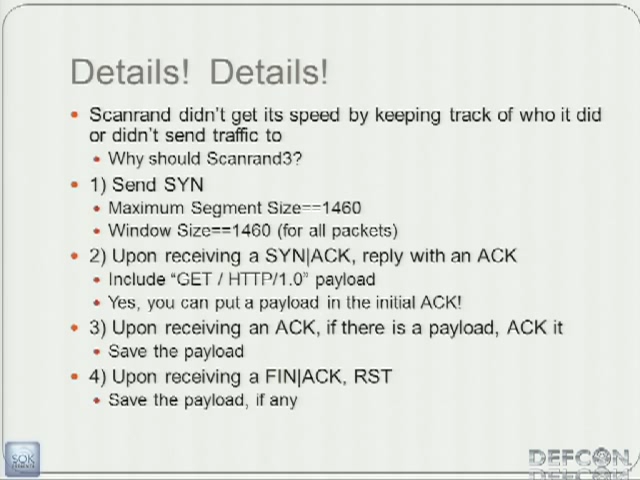 Details! Details!
Scanrand didn't get its speed by keeping track of who it did
or didn't send traffic to
Why should Scanrand3?
1) Send SYN
Maximum Segment Size==1460
Window Size==1460 (for all packets)
2) Upon receiving a SYN|ACK, reply with an ACK
Include "GET / HTTP/1.0" payload
Yes, you can put a payload in the initial ACK!
3) Upon receiving an ACK, if there is a payload, ACK it
Save the payload
4) Upon receiving a FIN|ACK, RST
Save the payload, if any
SOK
DEFCON